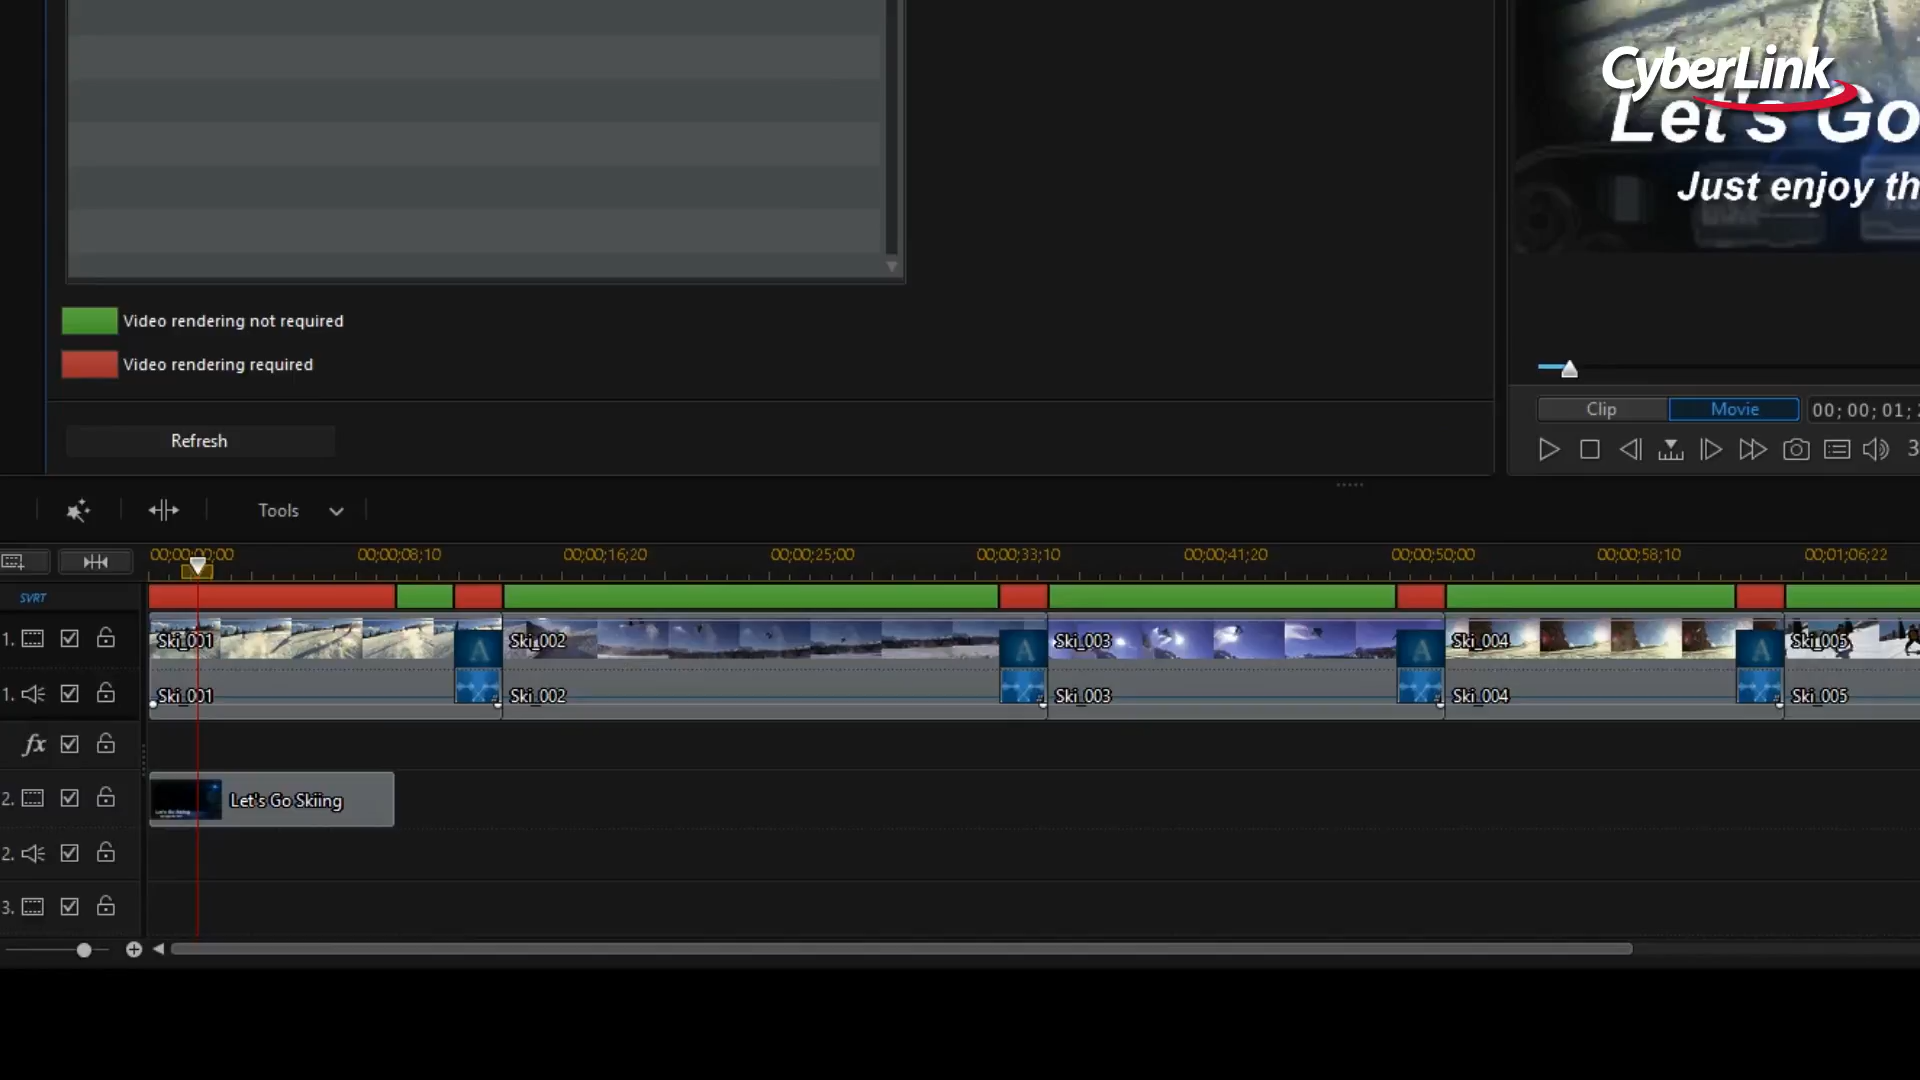 CyberLink
Let's Go
Just enjoy th
Video rendering not required
Video rendering required
Refresh
Clip
Movie
00;00;01;
3
Tools
00;00;00;00
00;00;08;10
00;00;16;20
00;00;25;00
00;00;33;10
00;00;41;20
00;00;50;00
00;00;58;10
00;01;06;22
SVRT
1.
Ski_001
A
Ski_002
A
Ski_003
A
Ski_004
A
Ski_005
1.
Ski_001
Ski_002
Ski_003
Ski_004
Ski_005
fx
2.
Let's Go Skiing
2.
3.